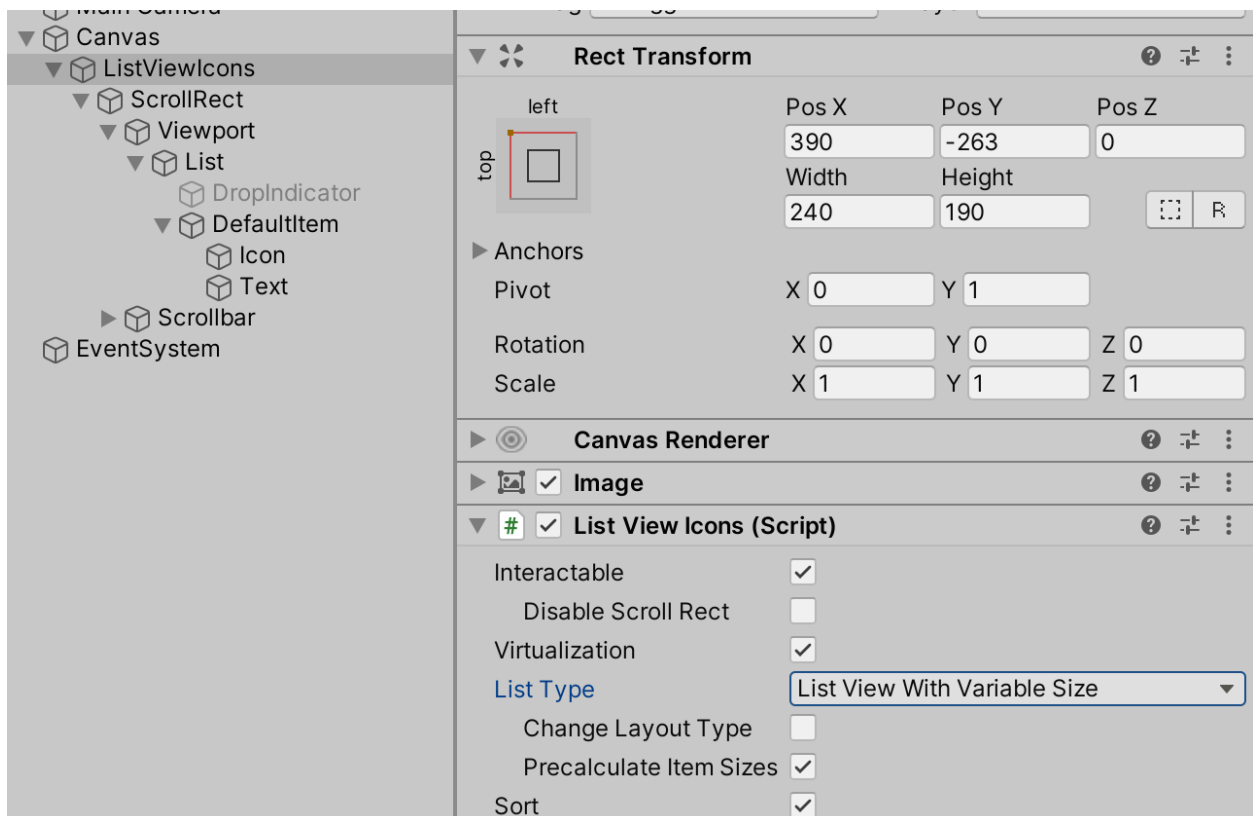 Canvas
ListViewIcons
ScrollRect
Viewport
List
DropIndicator
DefaultItem
Icon
Text
Scrollbar
EventSystem
Rect Transform
left
top
Pos X Pos Y Pos Z
390 -263 0
Width Height
240 190
R
Anchors
Pivot X 0 Y 1
Rotation X 0 Y 0 Z 0
Scale X 1 Y 1 Z 1
Canvas Renderer
Image
# List View Icons (Script)
Interactable
Disable Scroll Rect
Virtualization
List Type List View With Variable Size
Change Layout Type
Precalculate Item Sizes
Sort